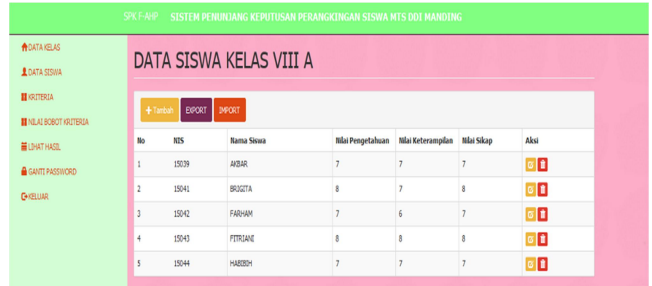 SPK F-AHP SISTEM PENUNJANG KEPUTUSAN PERANGKINGAN SISWA MTS DDI MANDING
DATA KELAS
DATA SISWA
KRITERIA
NILAI BOBOT KRITERIA
LIHAT HASIL
GANTI PASSWORD
KELUAR
DATA SISWA KELAS VIII A
+ Tambah EXPORT IMPORT
No NIS Nama Siswa Nilai Pengetahuan Nilai Keterampilan Nilai Sikap Aksi
1 15039 AKBAR 7 7 7
2 15041 BRIGITA 8 7 8
3 15042 FARHAM 7 6 7
4 15043 FITRIANI 8 8 8
5 15044 HABIBIH 7 7 7